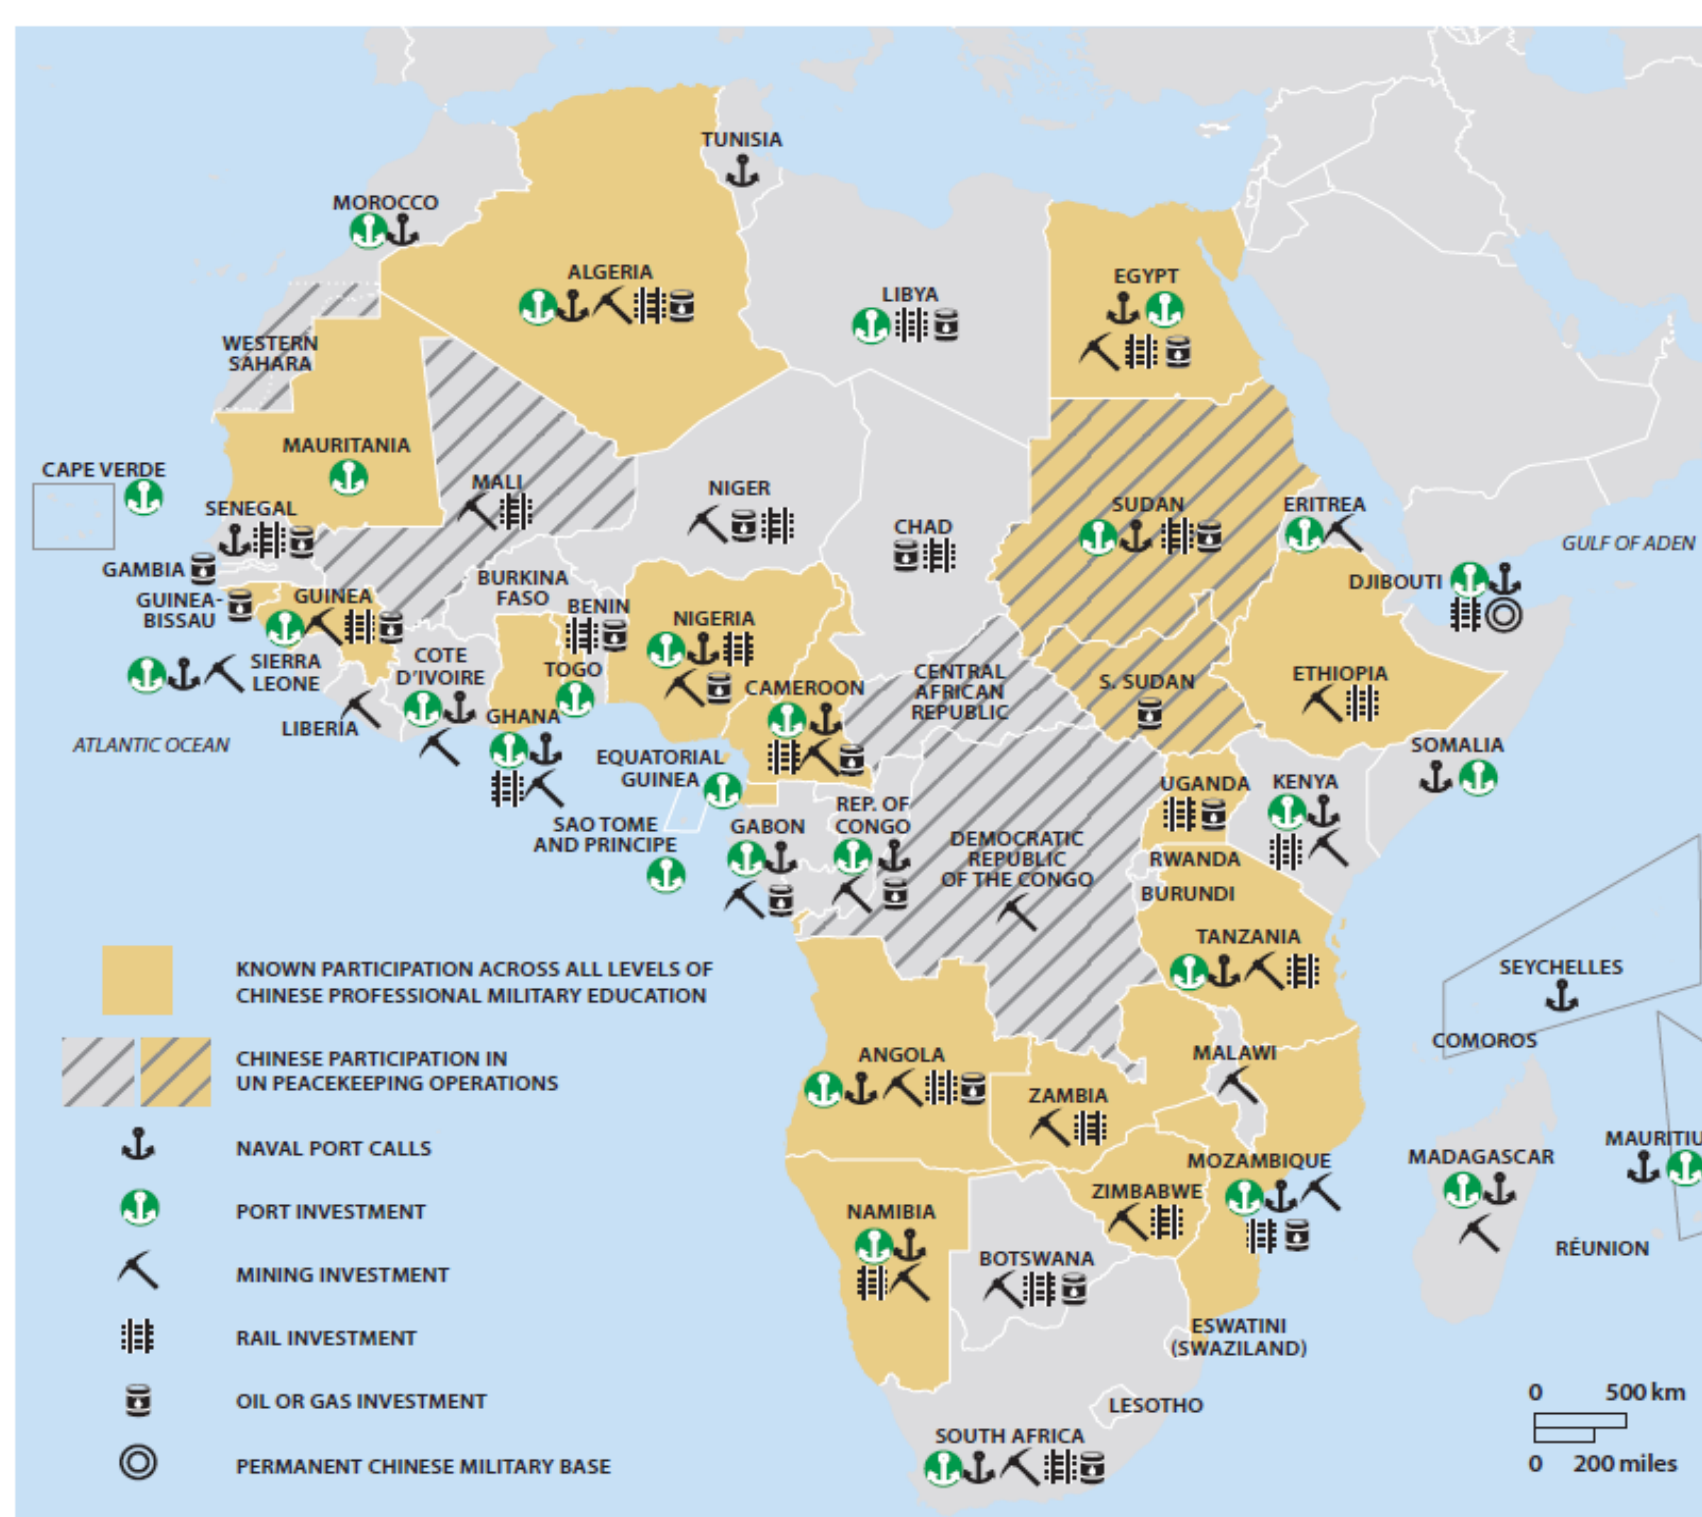 TUNISIA
MOROCCO
ALGERIA
LIBYA
EGYPT
WESTERN
SAHARA
MAURITANIA
CAPE VERDE
MALI
NIGER
CHAD
SUDAN
ERITREA
SENEGAL
GULF OF ADEN
GAMBIA
DJIBOUTI
GUINEA-
BISSAU
GUINEA
BURKINA
FASO
BENIN
NIGERIA
SIERRA
LEONE
COTE
D'IVOIRE
TOGO
CAMEROON
CENTRAL
AFRICAN
REPUBLIC
S. SUDAN
ETHIOPIA
LIBERIA
GHANA
ATLANTIC OCEAN
EQUATORIAL
GUINEA
SOMALIA
UGANDA
KENYA
SAO TOME
AND PRINCIPE
GABON
REP. OF
CONGO
DEMOCRATIC
REPUBLIC
OF THE CONGO
RWANDA
BURUNDI
TANZANIA
SEYCHELLES
COMOROS
KNOWN PARTICIPATION ACROSS ALL LEVELS OF
CHINESE PROFESSIONAL MILITARY EDUCATION
CHINESE PARTICIPATION IN
UN PEACEKEEPING OPERATIONS
NAVAL PORT CALLS
PORT INVESTMENT
MINING INVESTMENT
RAIL INVESTMENT
OIL OR GAS INVESTMENT
PERMANENT CHINESE MILITARY BASE
ANGOLA
MALAWI
ZAMBIA
MOZAMBIQUE
MADAGASCAR
MAURITIU
ZIMBABWE
NAMIBIA
RÉUNION
BOTSWANA
ESWATINI
(SWAZILAND)
LESOTHO
SOUTH AFRICA
0 500 km
0 200 miles